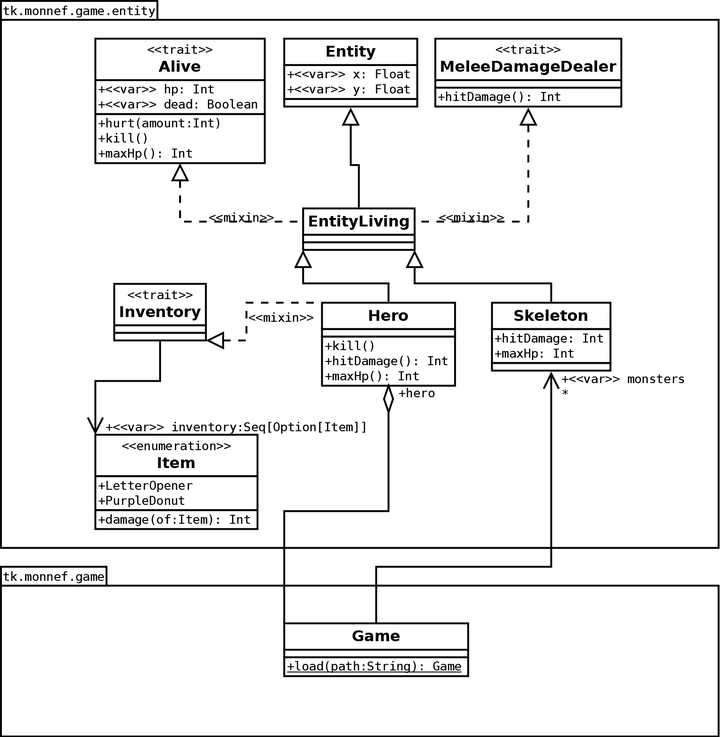 tk.monnef.game.entity
<<trait>>
Alive
+<<var>> hp: Int
+<<var>> dead: Boolean
+hurt(amount:Int)
+kill()
+maxHp(): Int
Entity
+<<var>> x: Float
+<<var>> y: Float
<<trait>>
MeleeDamageDealer
+hitDamage(): Int
<<mixin>>
EntityLiving
<<mixin>>
<<trait>>
Inventory
<<mixin>>
Hero
+kill()
+hitDamage(): Int
+maxHp(): Int
+hero
Skeleton
+hitDamage: Int
+maxHp: Int
+<<var>> monsters
*
+<<var>> inventory:Seq[Option[Item]]
<<enumeration>>
Item
+LetterOpener
+PurpleDonut
+damage(of:Item): Int
tk.monnef.game
Game
+load(path:String): Game